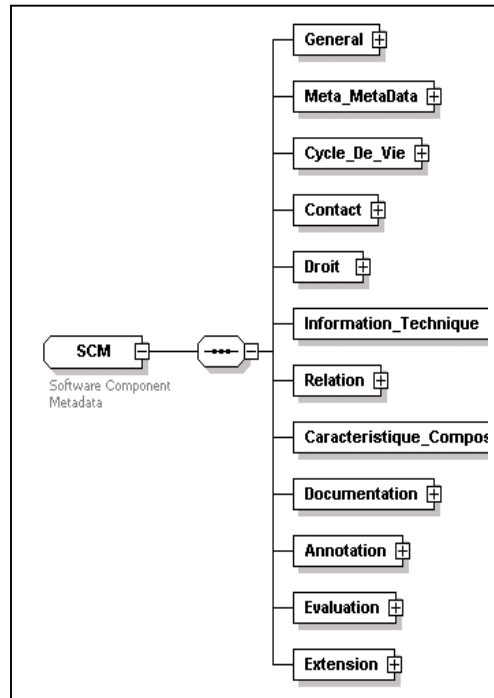 General
Meta_MetaData
Cycle_De_Vie
Contact
Droit
Information_Technique
SCM
Software Component
Metadata
Relation
Caracteristique_Compos
Documentation
Annotation
Evaluation
Extension